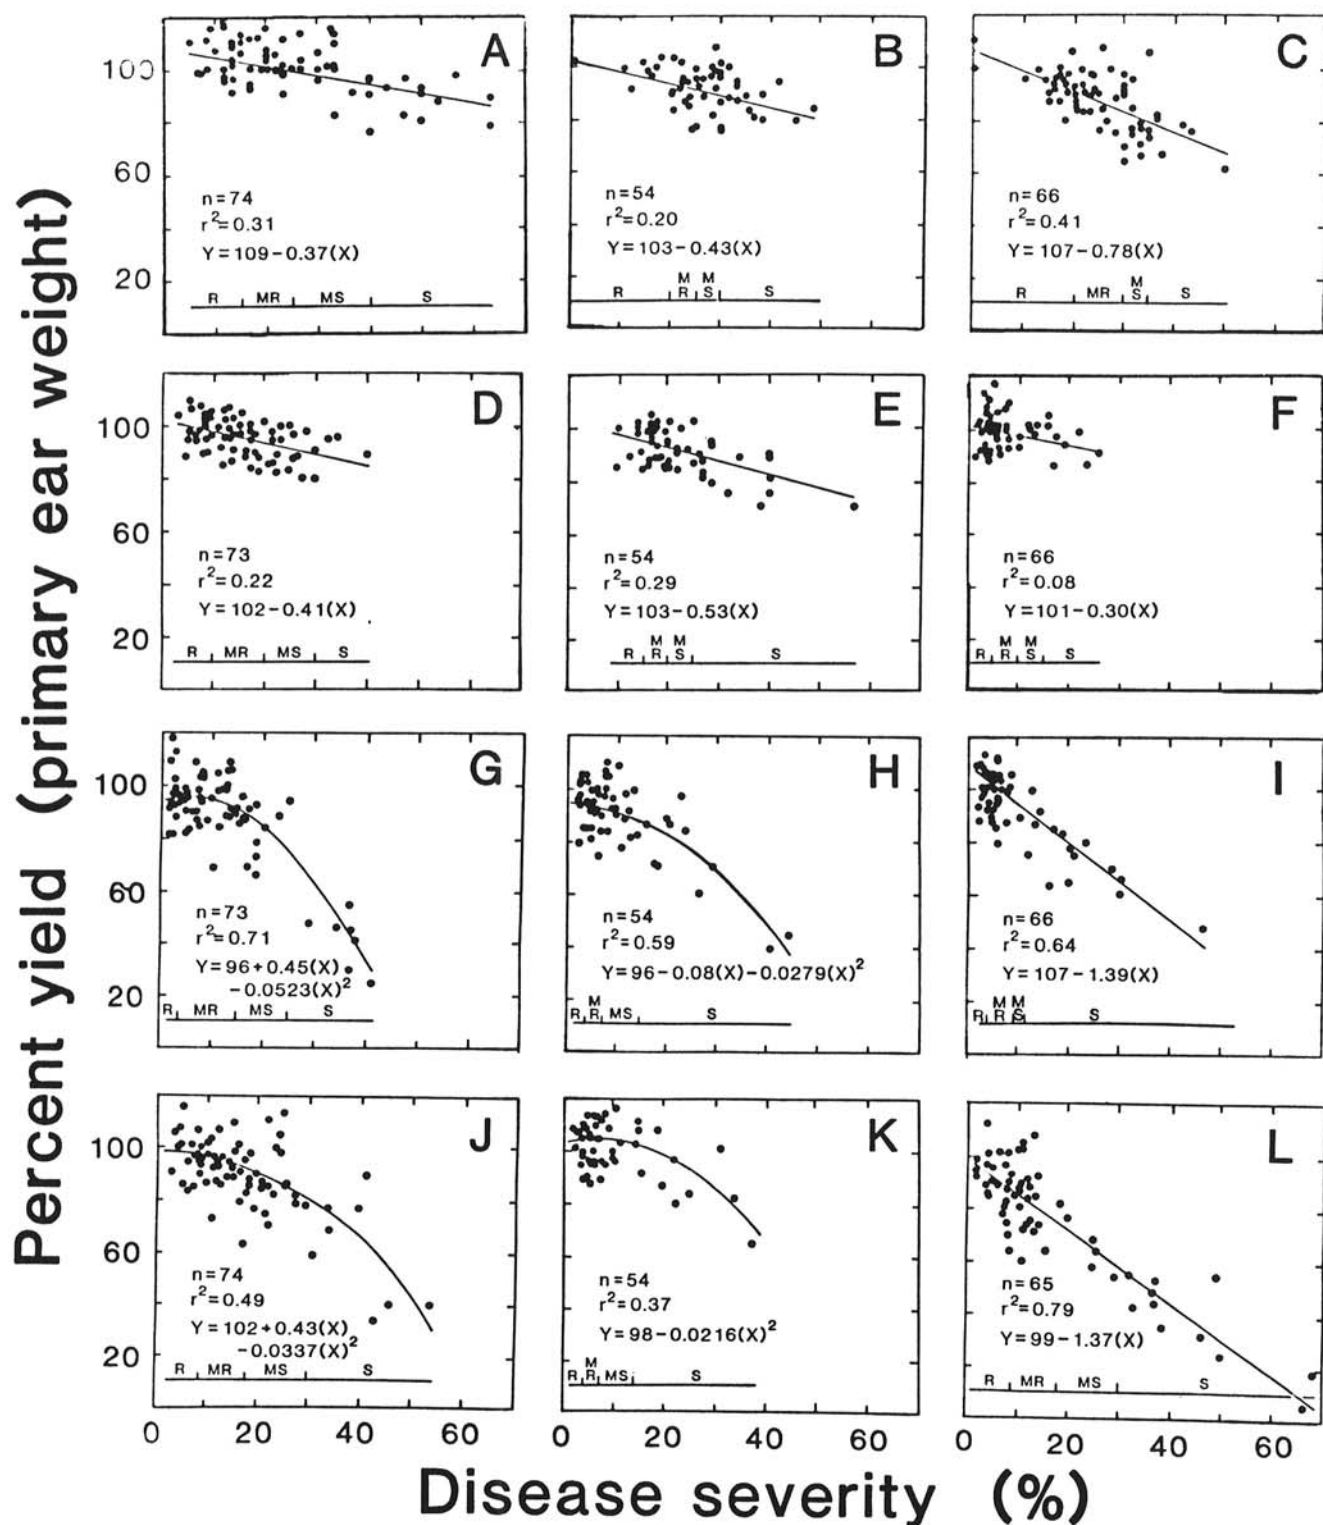 Percent yield (primary ear weight)
A
100
60
20
n=74
r²=0.31
Y=109-0.37(X)
R MR MS S
B
n=54
r²=0.20
Y=103-0.43(X)
M M
R R S S
C
n=66
r²=0.41
Y=107-0.78(X)
M
R MR S S
D
100
60
20
n=73
r²=0.22
Y=102-0.41(X)
R MR MS S
E
n=54
r²=0.29
Y=103-0.53(X)
M M
R R S S
F
n=66
r²=0.08
Y=101-0.30(X)
M M
R R S S
G
100
60
20
n=73
r²=0.71
Y=96+0.45(X)
-0.0523(X)²
R MR MS S
H
n=54
r²=0.59
Y=96-0.08(X)-0.0279(X)²
M
R R MS S
I
n=66
r²=0.64
Y=107-1.39(X)
M M
R R S S
J
100
60
20
n=74
r²=0.49
Y=102+0.43(X)
-0.0337(X)²
R MR MS S
0 20 40 60
K
n=54
r²=0.37
Y=98-0.0216(X)²
M
R R MS S
0 20 40 60
L
n=65
r²=0.79
Y=99-1.37(X)
R MR MS S
0 20 40 60
Disease severity (%)